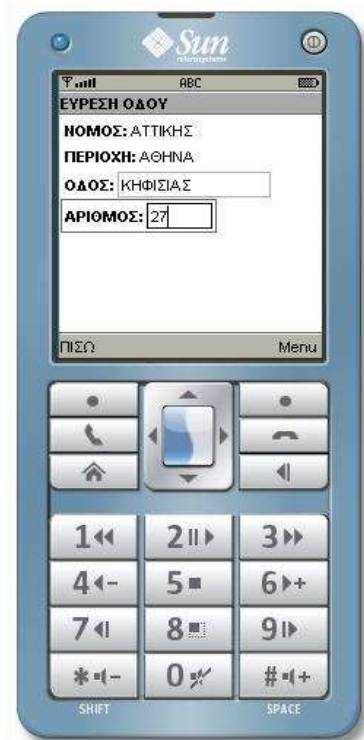 Sun
microsystems
ABC
ΕΥΡΕΣΗ ΟΔΟΥ
ΝΟΜΟΣ: ΑΤΤΙΚΗΣ
ΠΕΡΙΟΧΗ: ΑΘΗΝΑ
ΟΔΟΣ: ΚΗΦΙΣΙΑΣ
ΑΡΙΘΜΟΣ: 27
ΠΙΣΩ Menu
1 2 3
4 - 5 6 +
7 8 9
* - 0 # +
SHIFT SPACE